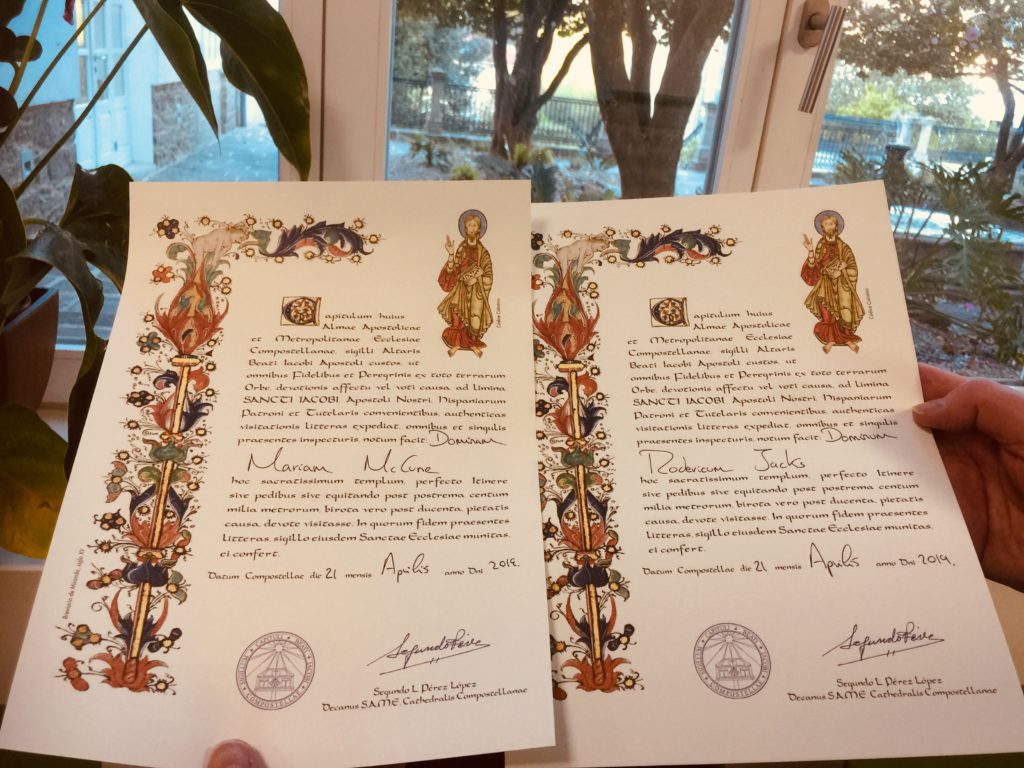 Capitulum huius
Almae Apostolicae
et Metropolitanae Ecclesiae
Compostellanae, sigilli Altaris
Beati Iacobi Apostoli custos, ut
omnibus Fidelibus et Peregrinis ex toto terrarum
Orbe, devotionis affectu vel voti causa, ad limina
SANCTI IACOBI, Apostoli Nostri, Hispaniarum
Patroni et Tutelaris convenientibus, authenticas
visitationis litteras expediat, omnibus et singulis
praesentes inspecturis, notum facit: Dominam
Mariam McCune
hoc sacratissimum templum, perfecto Itinere
sive pedibus sive equitando post postrema centum
milia metrorum, birota vero post ducenta, pietatis
causa, devote visitasse. In quorum fidem praesentes
litteras, sigillo eiusdem Sanctae Ecclesiae munitas,
ei confert.
Datum Compostellae die 21 mensis Aprilis anno Dni 2019.
Segundo L. Pérez López
Decanus S.A.M.E. Cathedralis Compostellanae
Breviario de Miranda, siglo XV
Códice Calixtino
Capitulum huius
Almae Apostolicae
et Metropolitanae Ecclesiae
Compostellanae, sigilli Altaris
Beati Iacobi Apostoli custos, ut
omnibus Fidelibus et Peregrinis ex toto terrarum
Orbe, devotionis affectu vel voti causa, ad limina
SANCTI IACOBI, Apostoli Nostri, Hispaniarum
Patroni et Tutelaris convenientibus, authenticas
visitationis litteras expediat, omnibus et singulis
praesentes inspecturis, notum facit: Dominum
Rodericum Jacks
hoc sacratissimum templum, perfecto Itinere
sive pedibus sive equitando post postrema centum
milia metrorum, birota vero post ducenta, pietatis
causa, devote visitasse. In quorum fidem praesentes
litteras, sigillo eiusdem Sanctae Ecclesiae munitas,
ei confert.
Datum Compostellae die 21 mensis Aprilis anno Dni 2019.
Segundo L. Pérez López
Decanus S.A.M.E. Cathedralis Compostellanae
Códice Calixtino